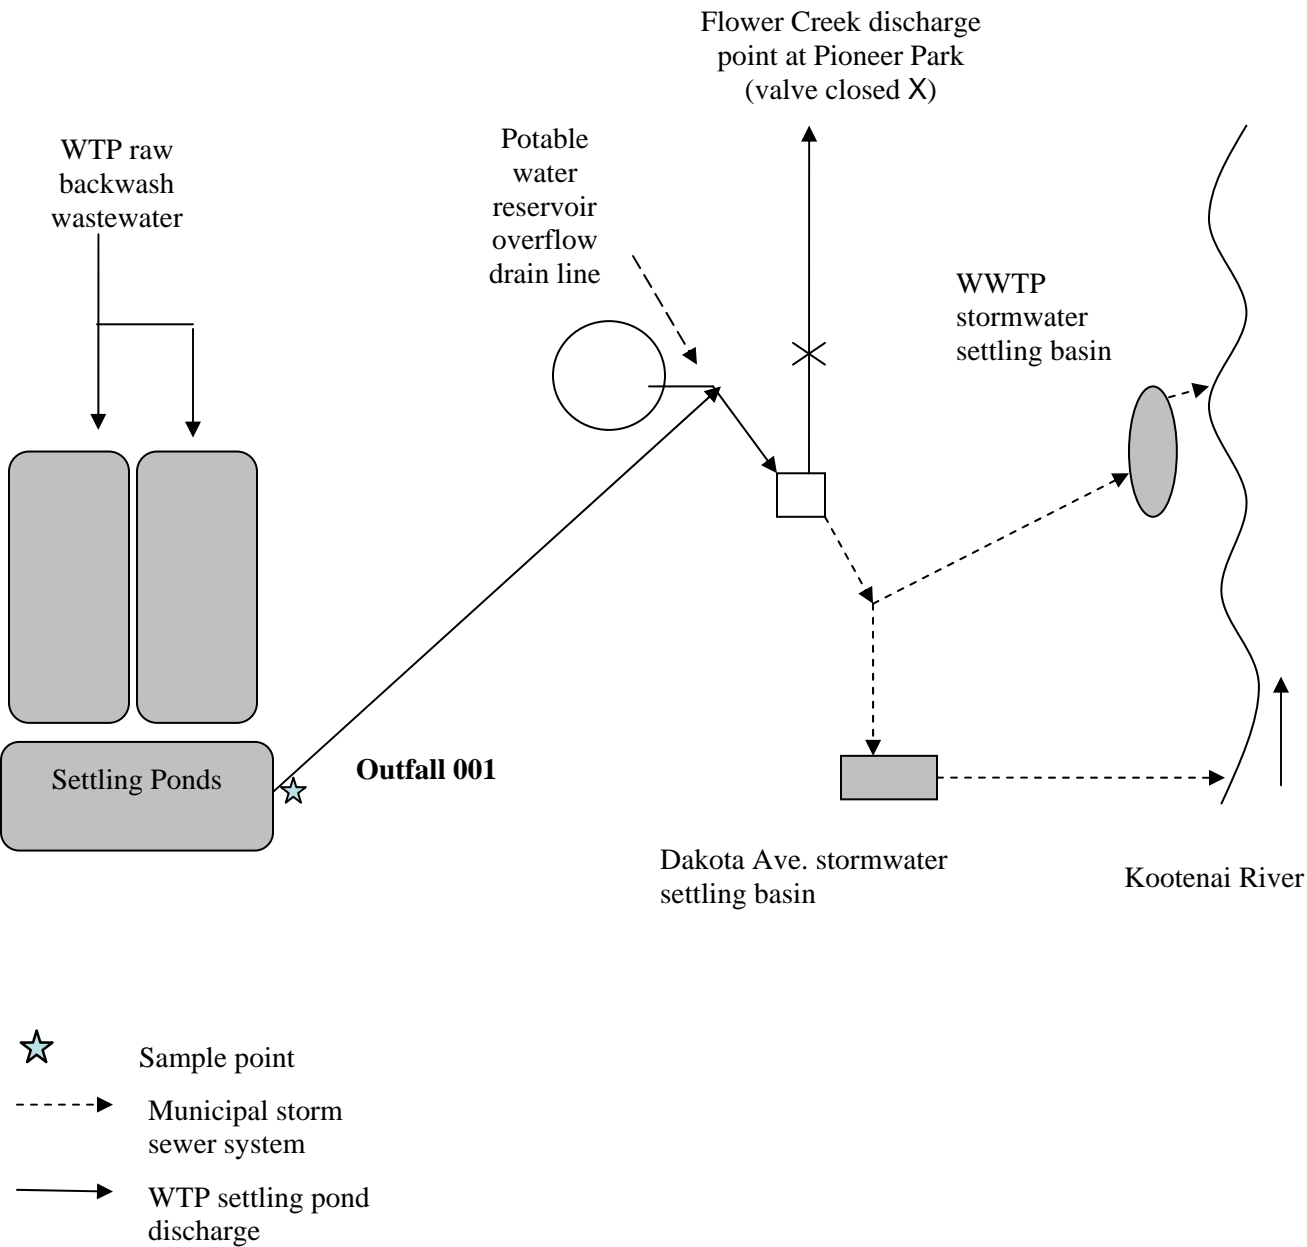 Flower Creek discharge
point at Pioneer Park
(valve closed X)
Potable
water
reservoir
overflow
drain line
WTP raw
backwash
wastewater
WWTP
stormwater
settling basin
Settling Ponds
Outfall 001
Dakota Ave. stormwater
settling basin
Kootenai River
Sample point
Municipal storm
sewer system
WTP settling pond
discharge